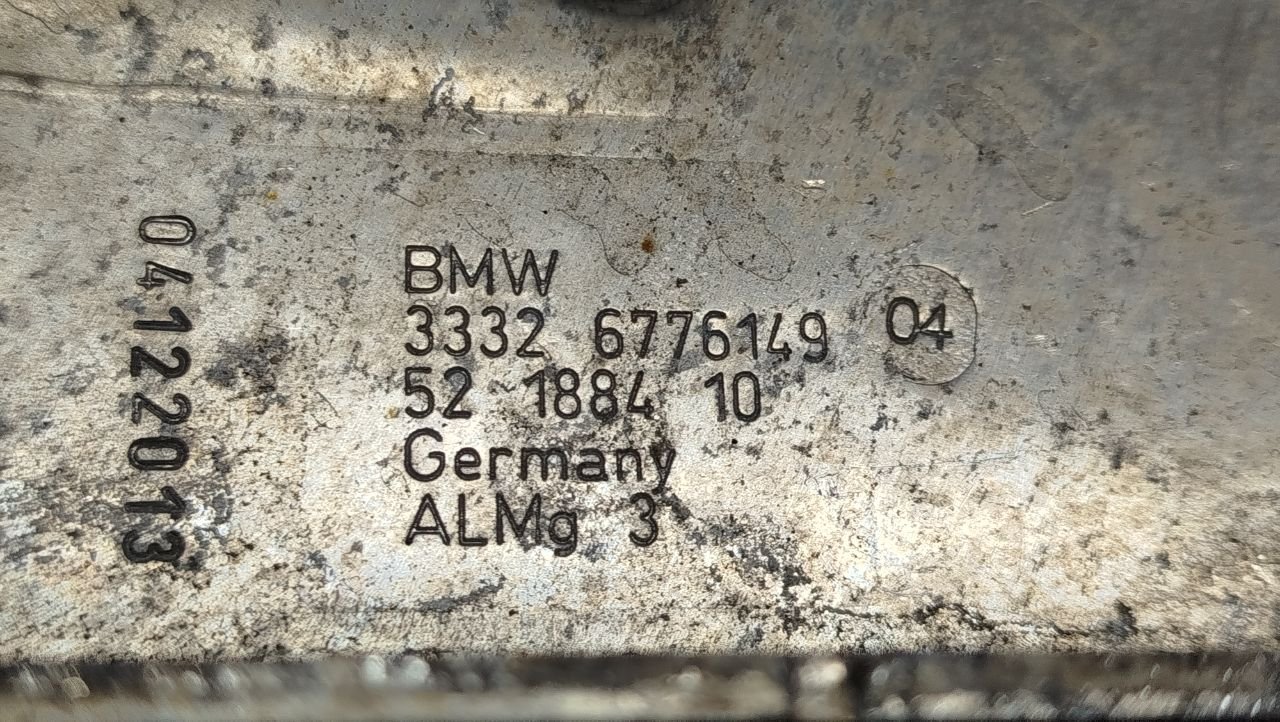 04122013
BMW
3332 6776149
04
52 1884 10
Germany
ALMg 3